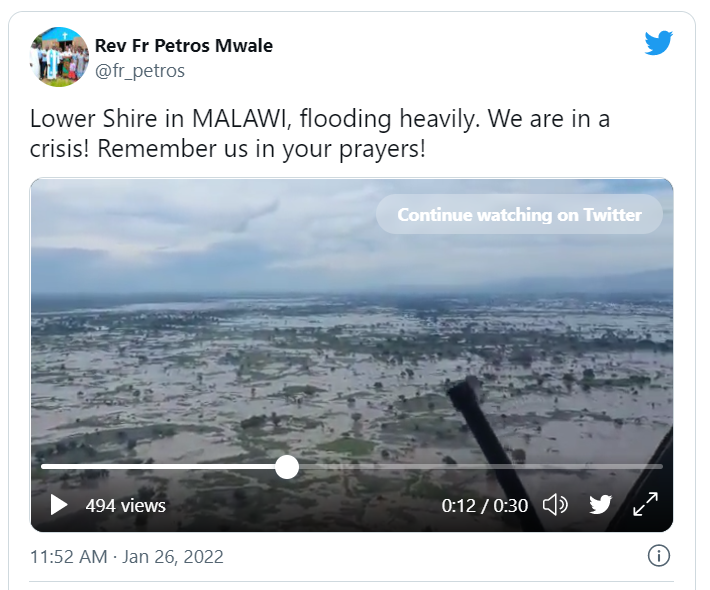 Rev Fr Petros Mwale
@fr_petros
Lower Shire in MALAWI, flooding heavily. We are in a
crisis! Remember us in your prayers!
Continue watching on Twitter
494 views
0:12 / 0:30
11:52 AM · Jan 26, 2022